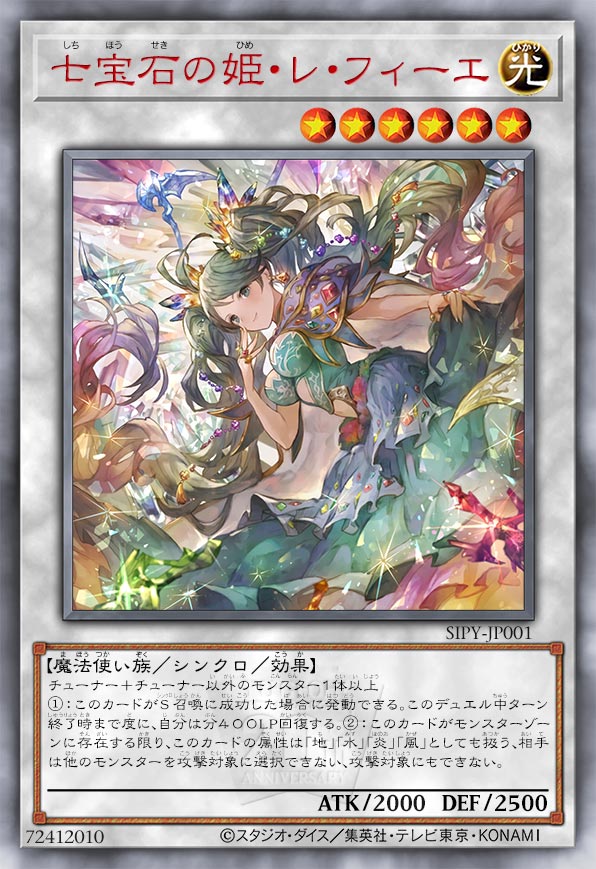 七宝石の姫・レ・フィーエ
光
SIPY-JP001
【魔法使い族／シンクロ／効果】
チューナー＋チューナー以外のモンスター1体以上
①：このカードがＳ召喚に成功した場合に発動できる。このデュエル中ターン
終了時まで度に、自分は分４００LP回復する。②：このカードがモンスターゾー
ンに存在する限り、このカードの属性は「地」「水」「炎」「風」としても扱う、相手
は他のモンスターを攻撃対象に選択できない、攻撃対象にもできない。
ANNIVERSARY
ATK/2000 DEF/2500
72412010
©スタジオ・ダイス／集英社・テレビ東京・KONAMI